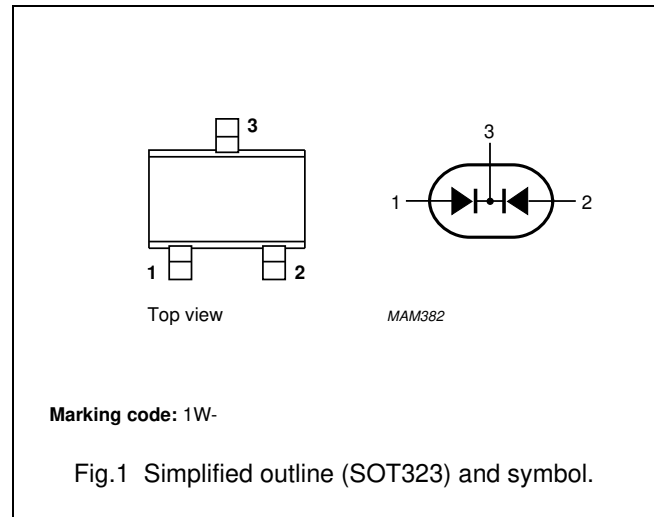 3
3
1
2
1
2
Top view
MAM382
Marking code: 1W-
Fig.1 Simplified outline (SOT323) and symbol.